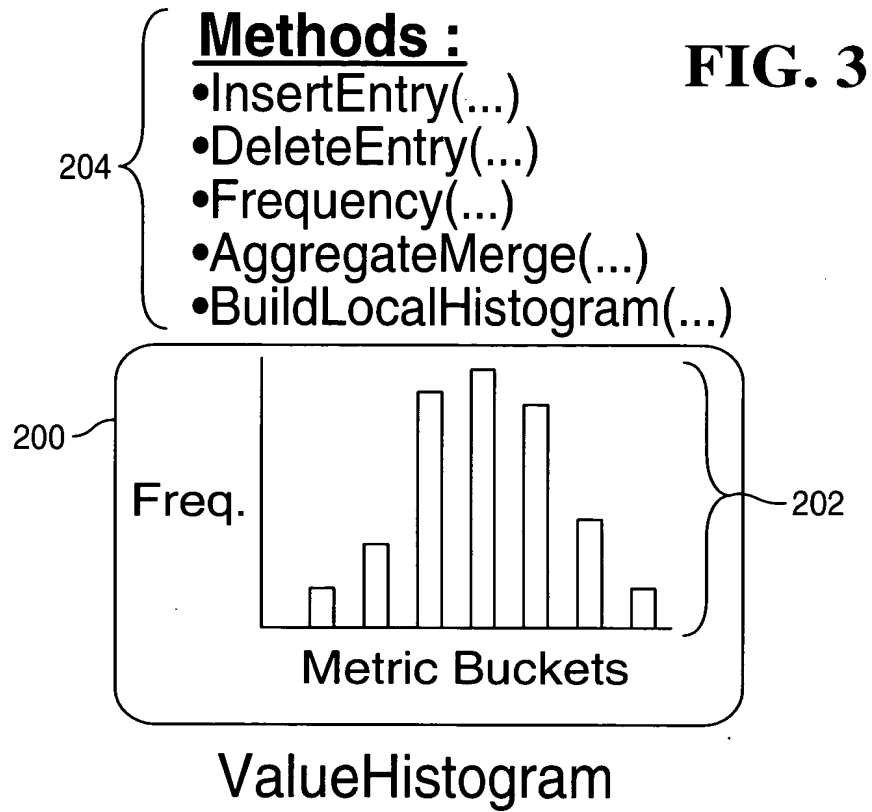 Methods :
FIG. 3
•InsertEntry(...)
•DeleteEntry(...)
204
•Frequency(...)
•AggregateMerge(...)
•BuildLocalHistogram(...)
200
Freq.
202
Metric Buckets
ValueHistogram